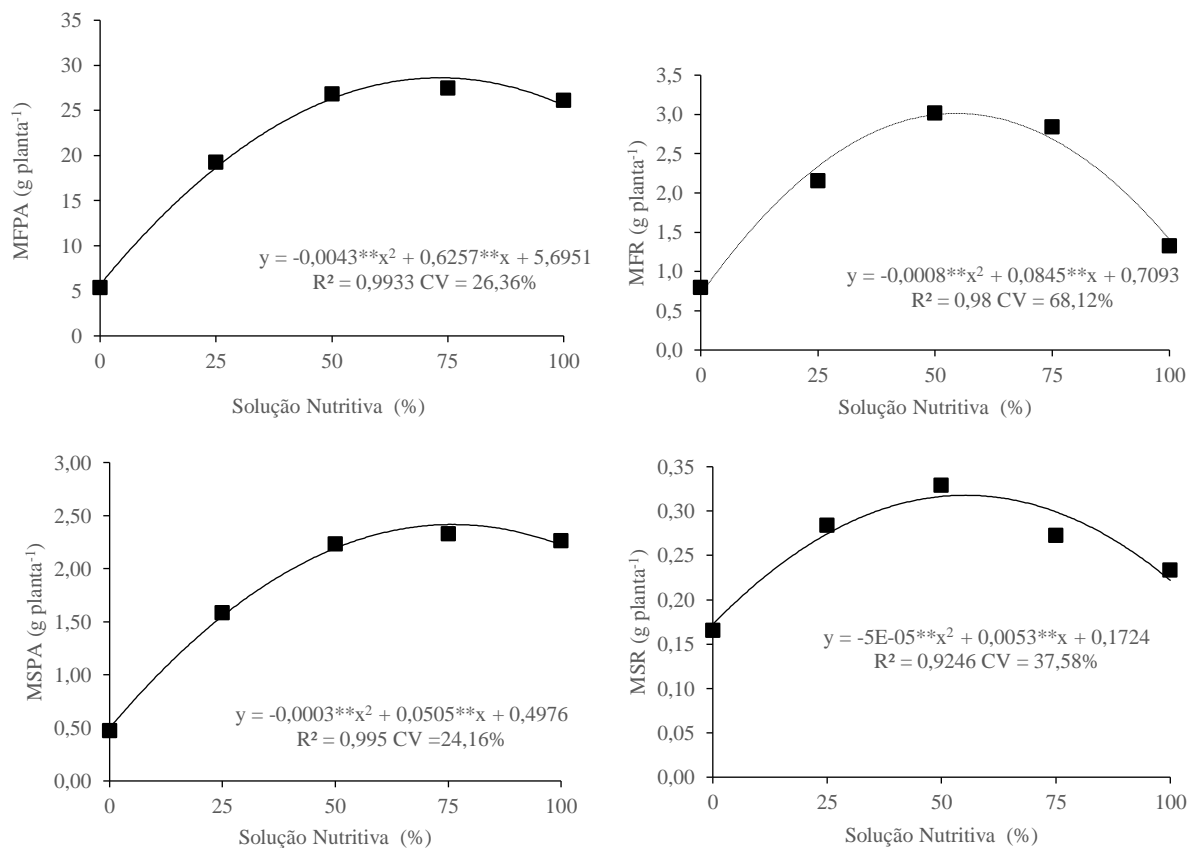 35
30
25
20
15
10
5
0
MFPA (g planta⁻¹)
y = -0,0043**x² + 0,6257**x + 5,6951
R² = 0,9933 CV = 26,36%
0 25 50 75 100
Solução Nutritiva (%)
3,5
3,0
2,5
2,0
1,5
1,0
0,5
0,0
MFR (g planta⁻¹)
y = -0,0008**x² + 0,0845**x + 0,7093
R² = 0,98 CV = 68,12%
0 25 50 75 100
Solução Nutritiva (%)
3,00
2,50
2,00
1,50
1,00
0,50
0,00
MSPA (g planta⁻¹)
y = -0,0003**x² + 0,0505**x + 0,4976
R² = 0,995 CV =24,16%
0 25 50 75 100
Solução Nutritiva (%)
0,35
0,30
0,25
0,20
0,15
0,10
0,05
0,00
MSR (g planta⁻¹)
y = -5E-05**x² + 0,0053**x + 0,1724
R² = 0,9246 CV = 37,58%
0 25 50 75 100
Solução Nutritiva (%)